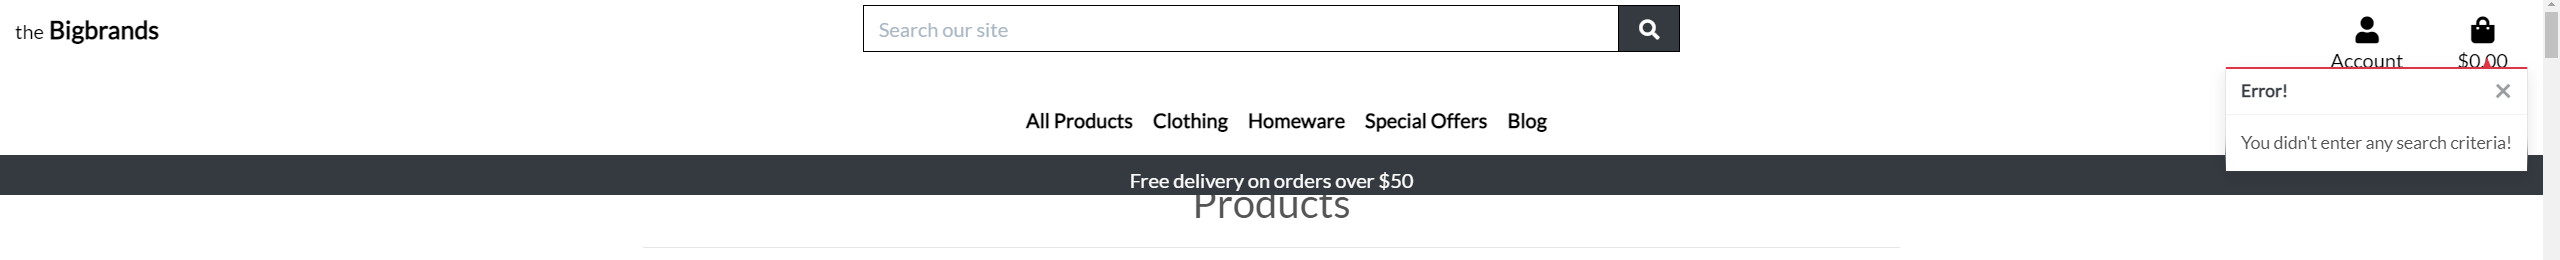 the Bigbrands
Search our site
Account
$0.00
Error!
You didn't enter any search criteria!
All Products Clothing Homeware Special Offers Blog
Free delivery on orders over $50
Products